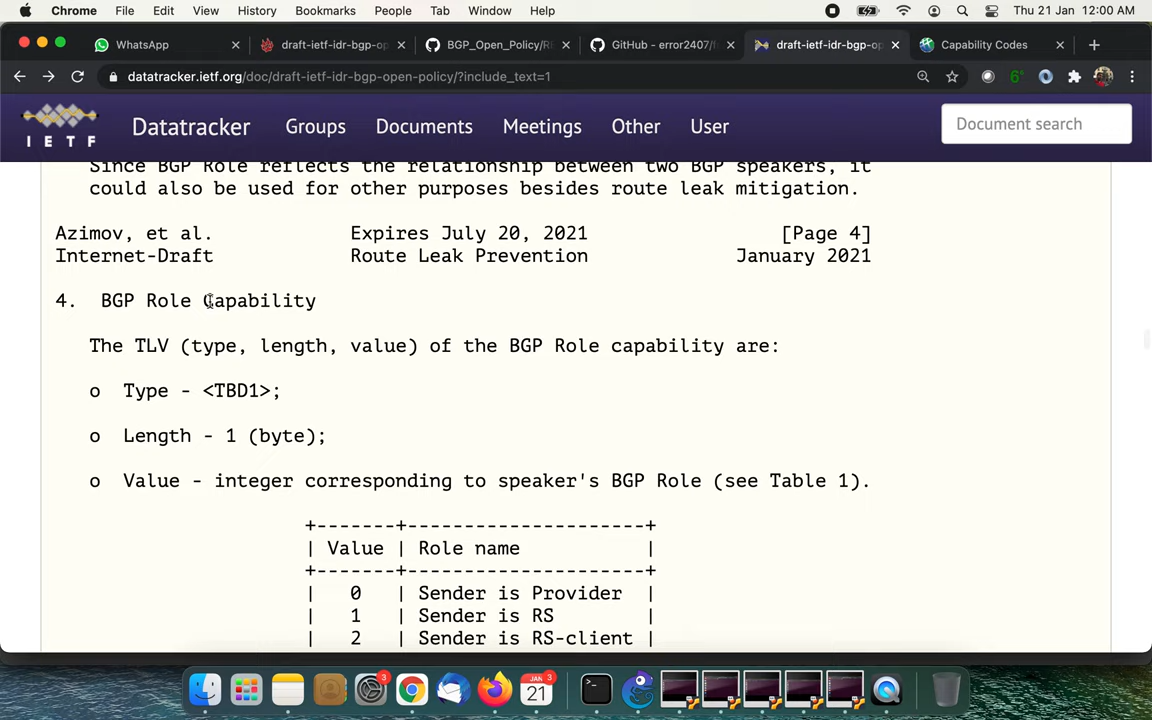 Chrome File Edit View History Bookmarks People Tab Window Help Thu 21 Jan 12:00 AM
WhatsApp draft-ietf-idr-bgp-op BGP_Open_Policy/RE GitHub - error2407/f draft-ietf-idr-bgp-op Capability Codes
datatracker.ietf.org/doc/draft-ietf-idr-bgp-open-policy/?include_text=1
6
IETF Datatracker Groups Documents Meetings Other User Document search
Since BGP Role reflects the relationship between two BGP speakers, it
could also be used for other purposes besides route leak mitigation.
Azimov, et al. Expires July 20, 2021 [Page 4]
Internet-Draft Route Leak Prevention January 2021
4. BGP Role Capability
The TLV (type, length, value) of the BGP Role capability are:
o Type - <TBD1>;
o Length - 1 (byte);
o Value - integer corresponding to speaker's BGP Role (see Table 1).
+-------+---------------------+
| Value | Role name |
+-------+---------------------+
| 0 | Sender is Provider |
| 1 | Sender is RS |
| 2 | Sender is RS-client |
3 JAN 3
21